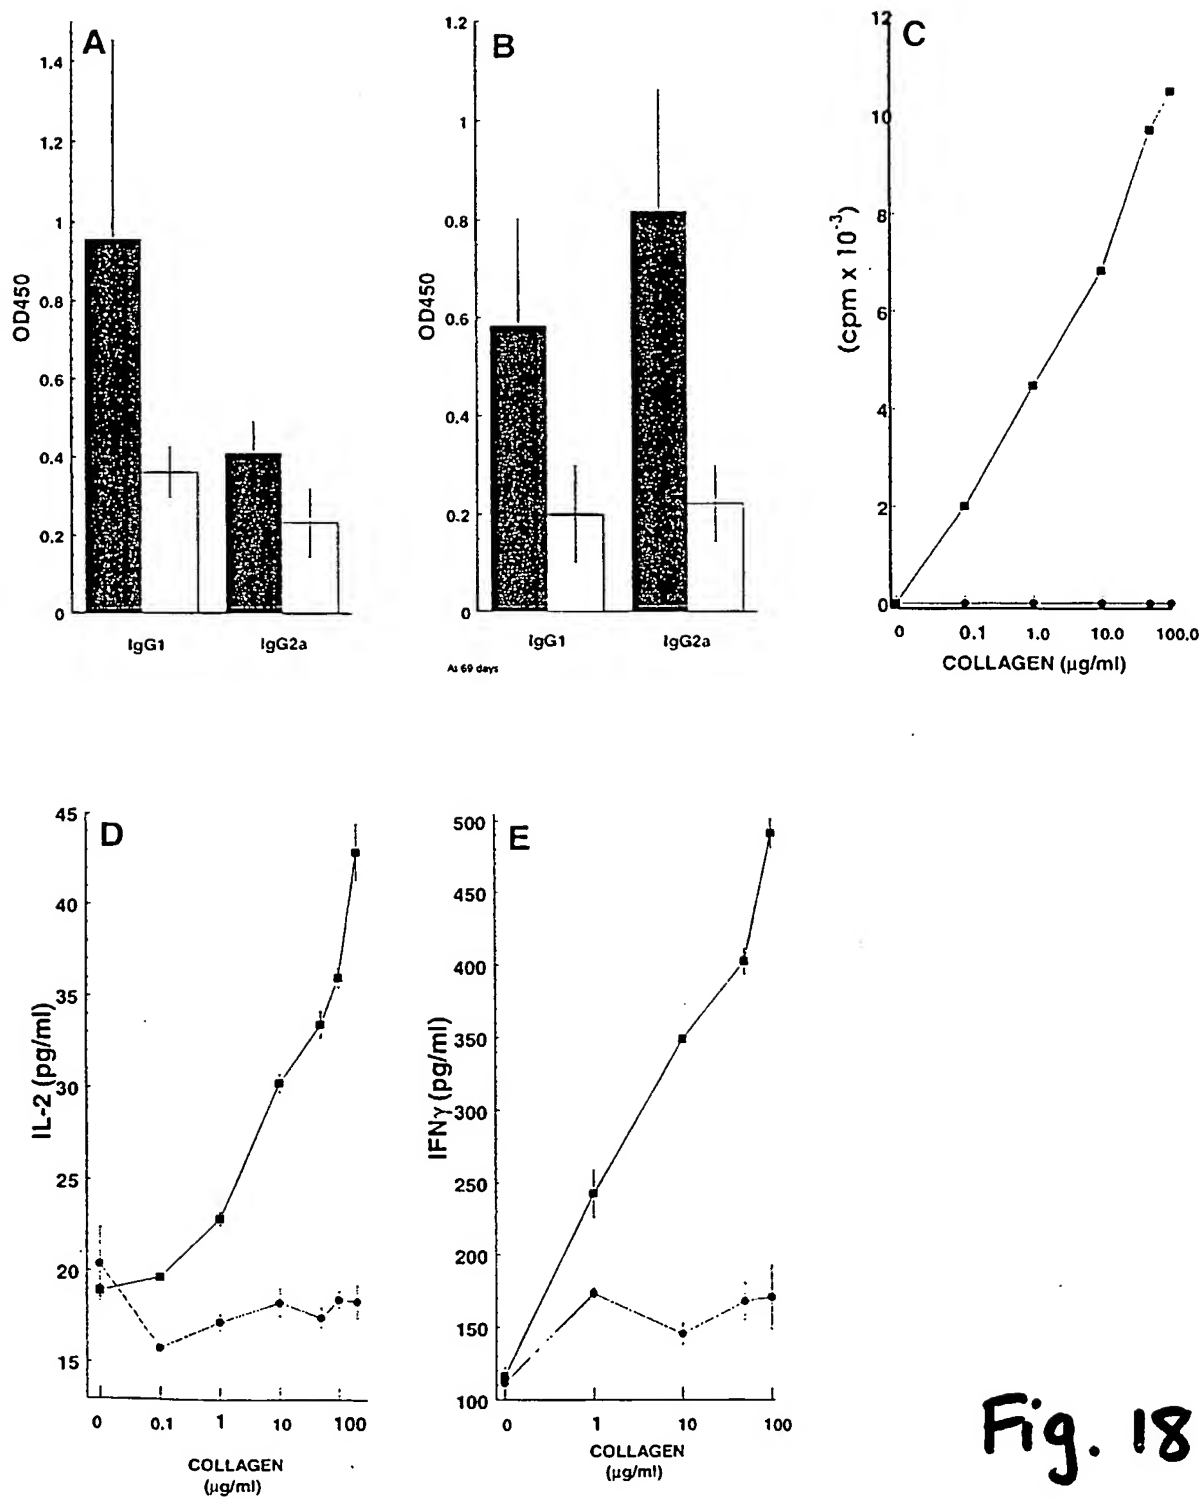 A
OD450
1.4
1.2
1
0.8
0.6
0.4
0.2
0
IgG1 IgG2a
B
OD450
1.2
1
0.8
0.6
0.4
0.2
0
IgG1 IgG2a
At 69 days
C
(cpm x 10-3)
12
10
8
6
4
2
0
0 0.1 1.0 10.0 100.0
COLLAGEN (µg/ml)
D
IL-2 (pg/ml)
45
40
35
30
25
20
15
0 0.1 1 10 100
COLLAGEN
(µg/ml)
E
IFNγ (pg/ml)
500
450
400
350
300
250
200
150
100
0 1 10 100
COLLAGEN
(µg/ml)
Fig. 18